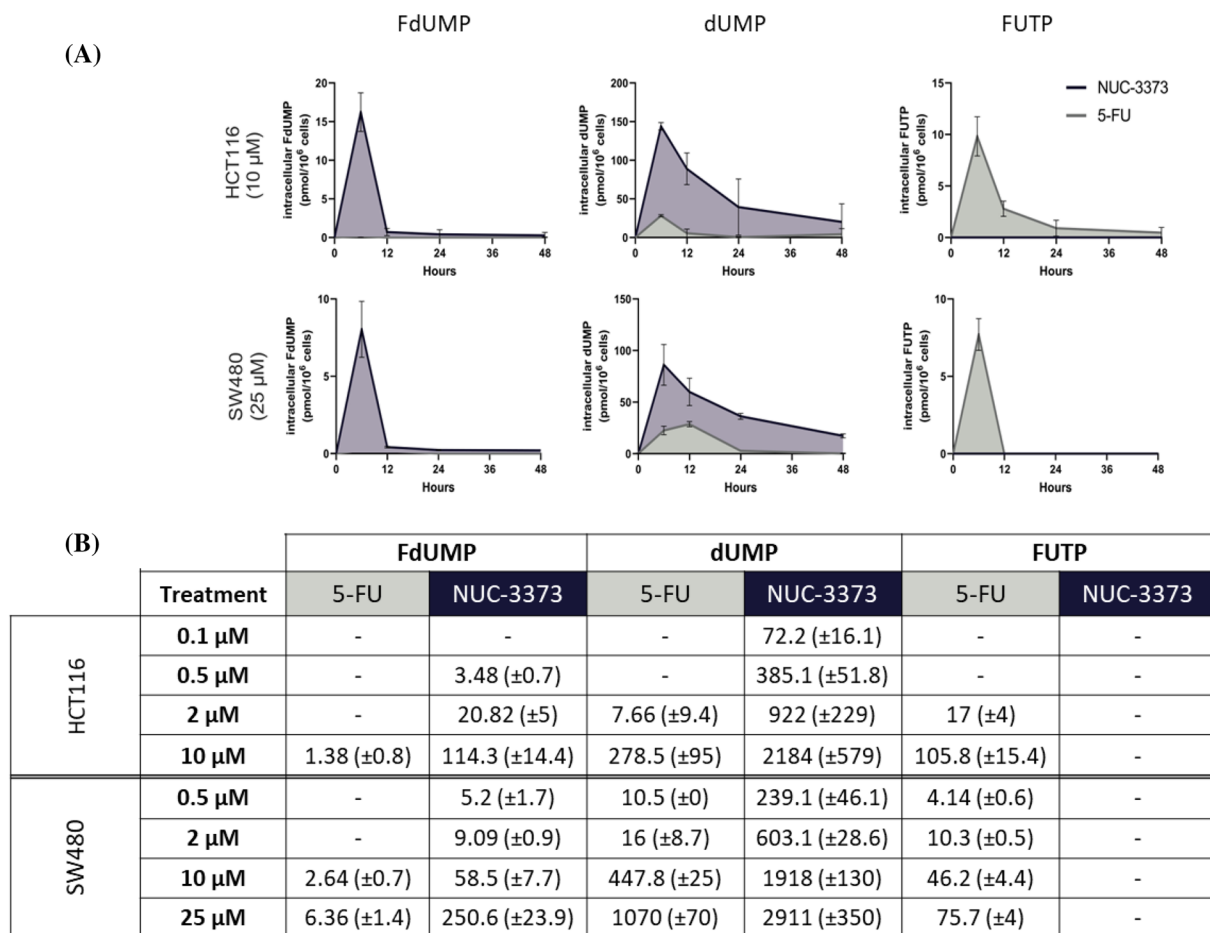 FdUMP dUMP FUTP
(A)
HCT116
(10 µM)
intracellular FdUMP
(pmol/10⁶ cells)
20
15
10
5
0
0 12 24 36 48
Hours
intracellular dUMP
(pmol/10⁶ cells)
200
150
100
50
0
0 12 24 36 48
Hours
intracellular FUTP
(pmol/10⁶ cells)
15
10
5
0
0 12 24 36 48
Hours
NUC-3373
5-FU
SW480
(25 µM)
intracellular FdUMP
(pmol/10⁶ cells)
10
5
0
0 12 24 36 48
Hours
intracellular dUMP
(pmol/10⁶ cells)
150
100
50
0
0 12 24 36 48
Hours
intracellular FUTP
(pmol/10⁶ cells)
10
5
0
0 12 24 36 48
Hours
(B)
FdUMP dUMP FUTP
Treatment 5-FU NUC-3373 5-FU NUC-3373 5-FU NUC-3373
HCT116
0.1 µM - - - 72.2 (±16.1) - -
0.5 µM - 3.48 (±0.7) - 385.1 (±51.8) - -
2 µM - 20.82 (±5) 7.66 (±9.4) 922 (±229) 17 (±4) -
10 µM 1.38 (±0.8) 114.3 (±14.4) 278.5 (±95) 2184 (±579) 105.8 (±15.4) -
SW480
0.5 µM - 5.2 (±1.7) 10.5 (±0) 239.1 (±46.1) 4.14 (±0.6) -
2 µM - 9.09 (±0.9) 16 (±8.7) 603.1 (±28.6) 10.3 (±0.5) -
10 µM 2.64 (±0.7) 58.5 (±7.7) 447.8 (±25) 1918 (±130) 46.2 (±4.4) -
25 µM 6.36 (±1.4) 250.6 (±23.9) 1070 (±70) 2911 (±350) 75.7 (±4) -